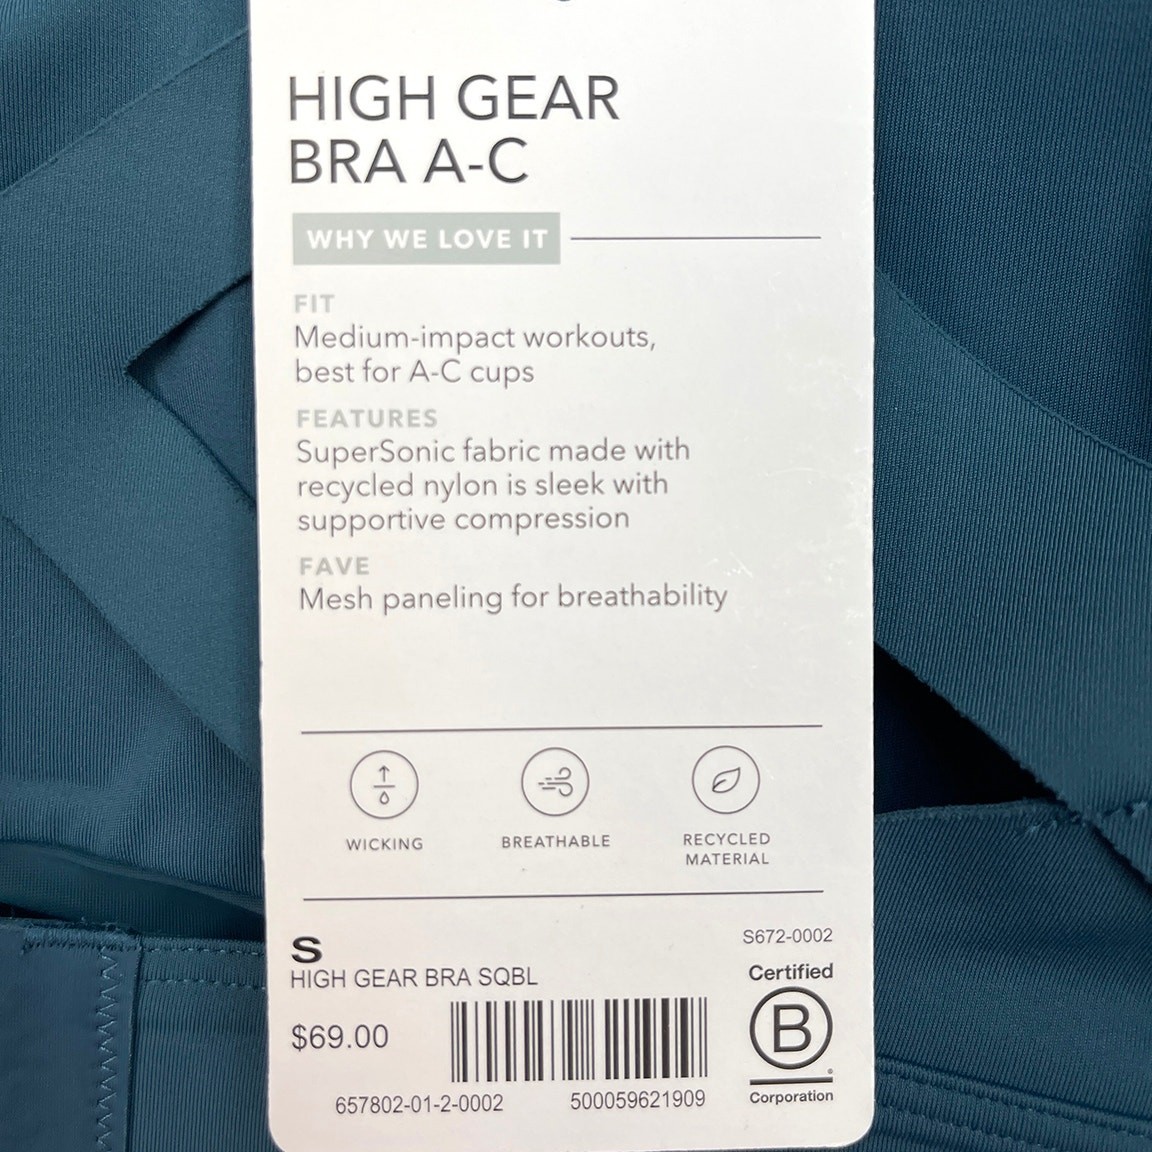 HIGH GEAR
BRA A-C
WHY WE LOVE IT
FIT
Medium-impact workouts,
best for A-C cups
FEATURES
SuperSonic fabric made with
recycled nylon is sleek with
supportive compression
FAVE
Mesh paneling for breathability
WICKING
BREATHABLE
RECYCLED
MATERIAL
S
S672-0002
HIGH GEAR BRA SQBL
$69.00
657802-01-2-0002
500059621909
Certified
B
Corporation